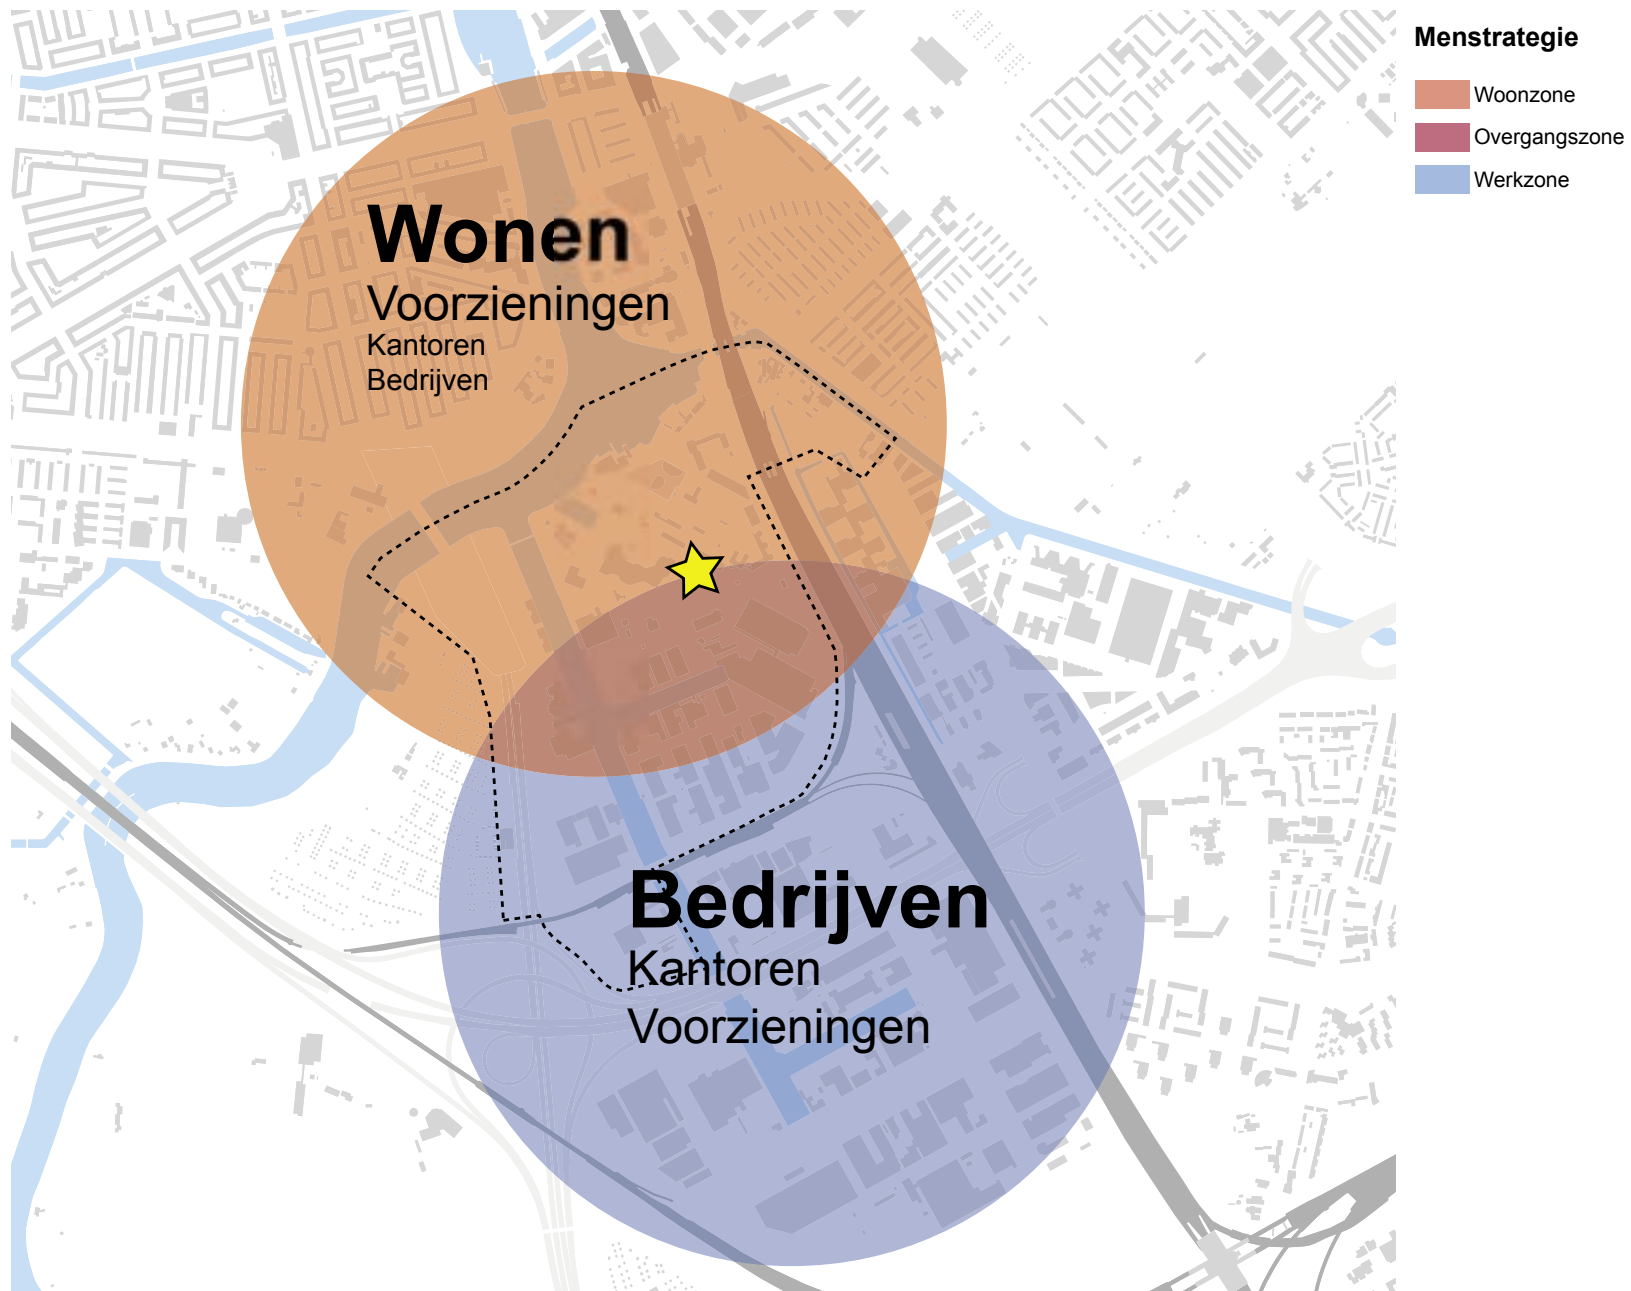 Menstrategie
Woonzone
Overgangszone
Werkzone
Wonen
Voorzieningen
Kantoren
Bedrijven
Bedrijven
Kantoren
Voorzieningen